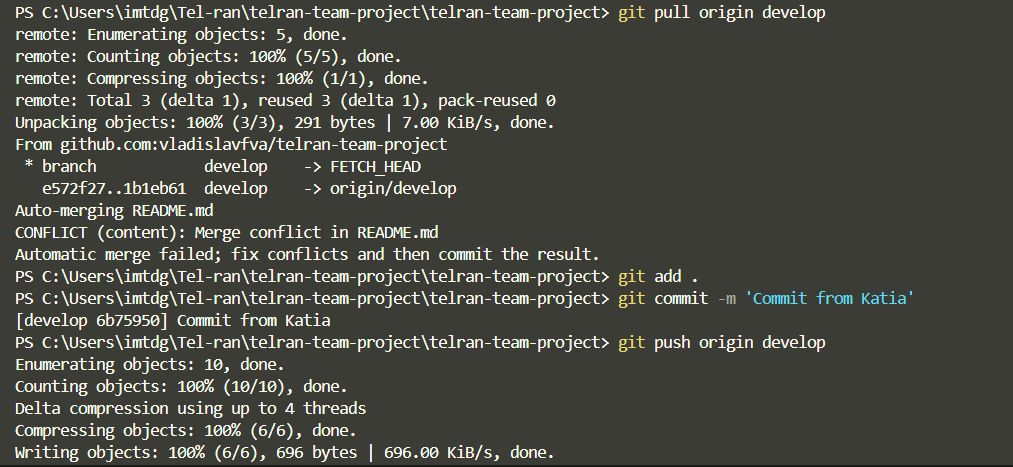 PS C:\Users\imtdg\Tel-ran\telran-team-project\telran-team-project> git pull origin develop
remote: Enumerating objects: 5, done.
remote: Counting objects: 100% (5/5), done.
remote: Compressing objects: 100% (1/1), done.
remote: Total 3 (delta 1), reused 3 (delta 1), pack-reused 0
Unpacking objects: 100% (3/3), 291 bytes | 7.00 KiB/s, done.
From github.com:vladislavfva/telran-team-project
 * branch            develop    -> FETCH_HEAD
   e572f27..1b1eb61  develop    -> origin/develop
Auto-merging README.md
CONFLICT (content): Merge conflict in README.md
Automatic merge failed; fix conflicts and then commit the result.
PS C:\Users\imtdg\Tel-ran\telran-team-project\telran-team-project> git add .
PS C:\Users\imtdg\Tel-ran\telran-team-project\telran-team-project> git commit -m 'Commit from Katia'
[develop 6b75950] Commit from Katia
PS C:\Users\imtdg\Tel-ran\telran-team-project\telran-team-project> git push origin develop
Enumerating objects: 10, done.
Counting objects: 100% (10/10), done.
Delta compression using up to 4 threads
Compressing objects: 100% (6/6), done.
Writing objects: 100% (6/6), 696 bytes | 696.00 KiB/s, done.